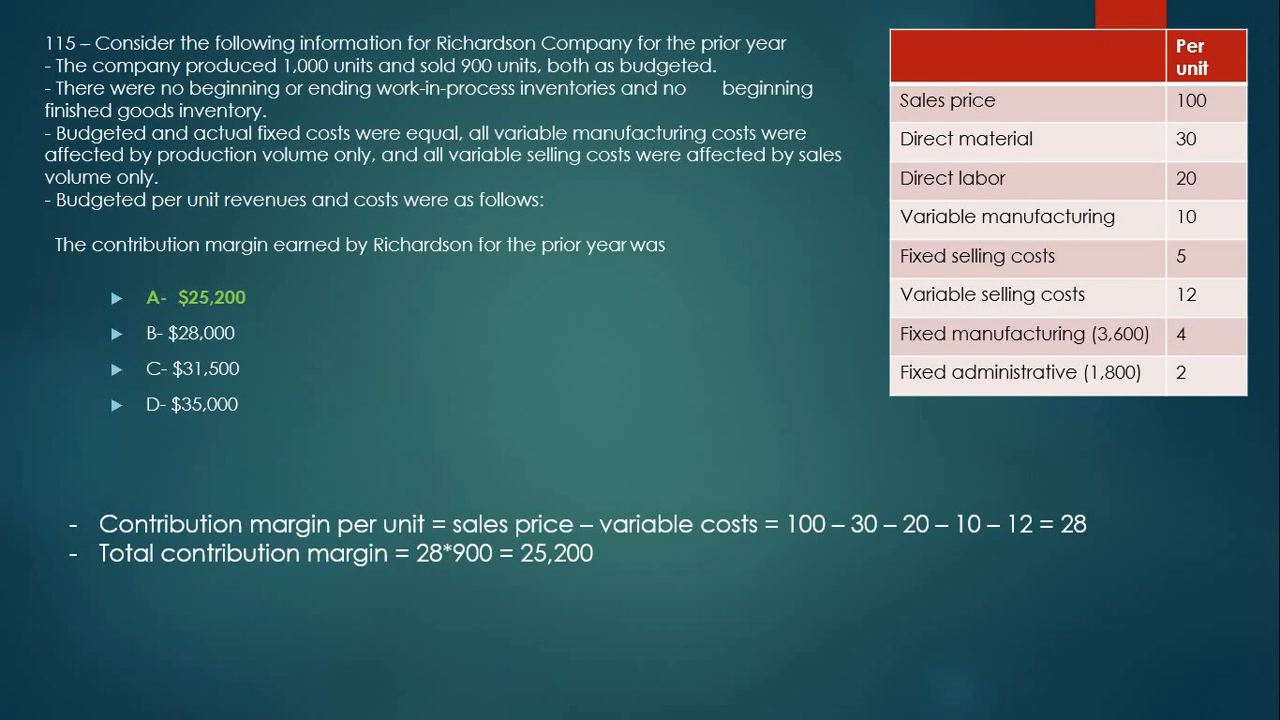 115 – Consider the following information for Richardson Company for the prior year
- The company produced 1,000 units and sold 900 units, both as budgeted.
- There were no beginning or ending work-in-process inventories and no beginning
finished goods inventory.
- Budgeted and actual fixed costs were equal, all variable manufacturing costs were
affected by production volume only, and all variable selling costs were affected by sales
volume only.
- Budgeted per unit revenues and costs were as follows:
The contribution margin earned by Richardson for the prior year was
A- $25,200
B- $28,000
C- $31,500
D- $35,000
Per
unit
Sales price 100
Direct material 30
Direct labor 20
Variable manufacturing 10
Fixed selling costs 5
Variable selling costs 12
Fixed manufacturing (3,600) 4
Fixed administrative (1,800) 2
- Contribution margin per unit = sales price – variable costs = 100 – 30 – 20 – 10 – 12 = 28
- Total contribution margin = 28*900 = 25,200